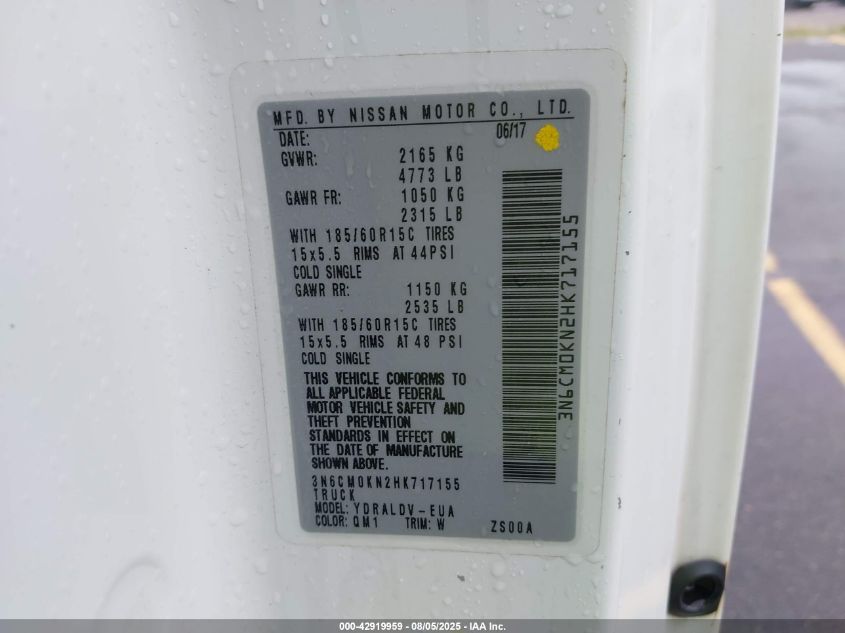 MFD. BY NISSAN MOTOR CO., LTD.
DATE: 06/17
GVWR: 2165 KG
4773 LB
GAWR FR: 1050 KG
2315 LB
WITH 185/60R15C TIRES
15x5.5 RIMS AT 44PSI
COLD SINGLE
GAWR RR: 1150 KG
2535 LB
WITH 185/60R15C TIRES
15x5.5 RIMS AT 48 PSI
COLD SINGLE
THIS VEHICLE CONFORMS TO
ALL APPLICABLE FEDERAL
MOTOR VEHICLE SAFETY AND
THEFT PREVENTION
STANDARDS IN EFFECT ON
THE DATE OF MANUFACTURE
SHOWN ABOVE.
3N6CM0KN2HK717155
TRUCK
MODEL: YDRALDV-EUA
COLOR: QM1 TRIM: W ZS00A
3N6CM0KN2HK717155
000-42919959 - 08/05/2025 - IAA Inc.